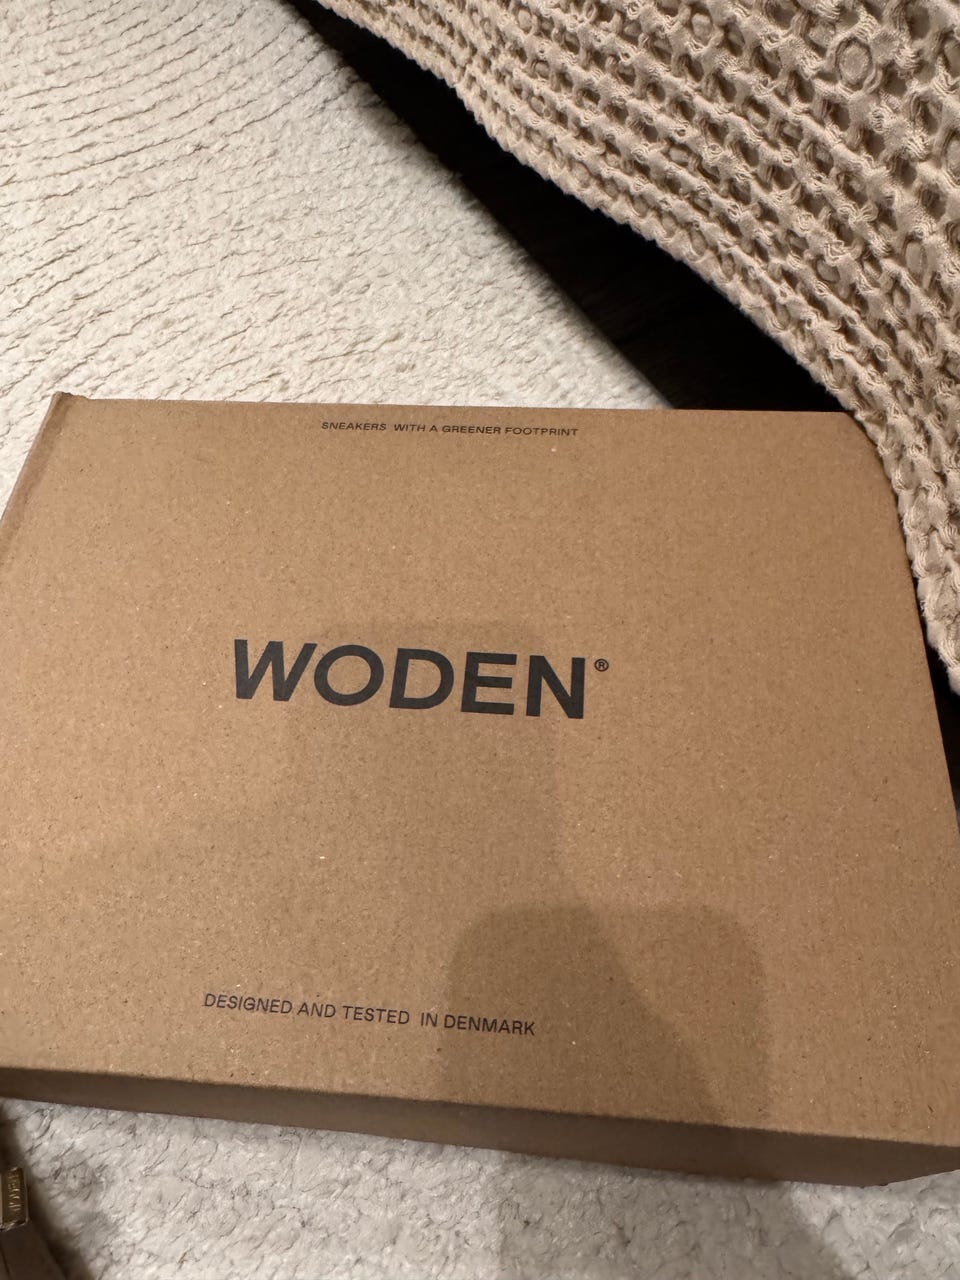 SNEAKERS WITH A GREENER FOOTPRINT
WODEN®
DESIGNED AND TESTED IN DENMARK